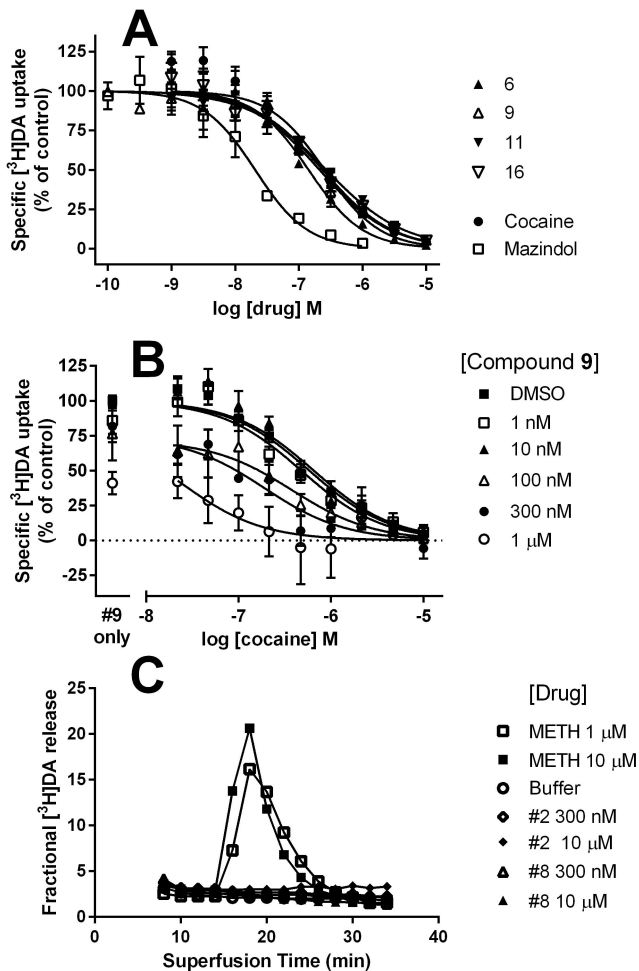 A
Specific [³H]DA uptake
(% of control)
125
100
75
50
25
0
-10
-9
-8
-7
-6
-5
log [drug] M
6
9
11
16
Cocaine
Mazindol
B
Specific [³H]DA uptake
(% of control)
125
100
75
50
25
0
-25
#9
only
-8
-7
-6
-5
log [cocaine] M
[Compound 9]
DMSO
1 nM
10 nM
100 nM
300 nM
1 μM
C
Fractional [³H]DA release
25
20
15
10
5
0
0
10
20
30
40
Superfusion Time (min)
[Drug]
METH 1 μM
METH 10 μM
Buffer
#2 300 nM
#2 10 μM
#8 300 nM
#8 10 μM